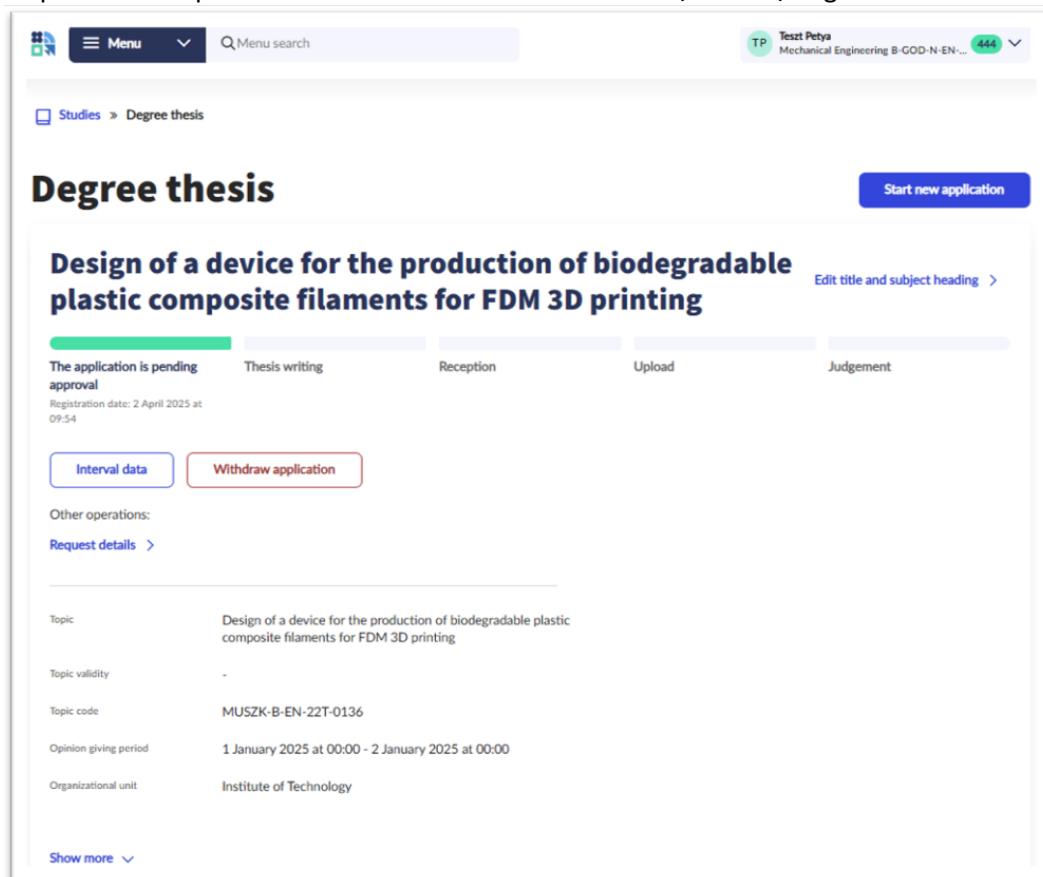 Menu
Menu search
TP
Teszt Petya
Mechanical Engineering B-GOD-N-EN-...
444
Studies » Degree thesis
Degree thesis
Start new application
Design of a device for the production of biodegradable
plastic composite filaments for FDM 3D printing
Edit title and subject heading >
The application is pending
approval
Registration date: 2 April 2025 at
09:54
Thesis writing
Reception
Upload
Judgement
Interval data
Withdraw application
Other operations:
Request details >
Topic
Design of a device for the production of biodegradable plastic
composite filaments for FDM 3D printing
Topic validity
-
Topic code
MUSZK-B-EN-22T-0136
Opinion giving period
1 January 2025 at 00:00 - 2 January 2025 at 00:00
Organizational unit
Institute of Technology
Show more